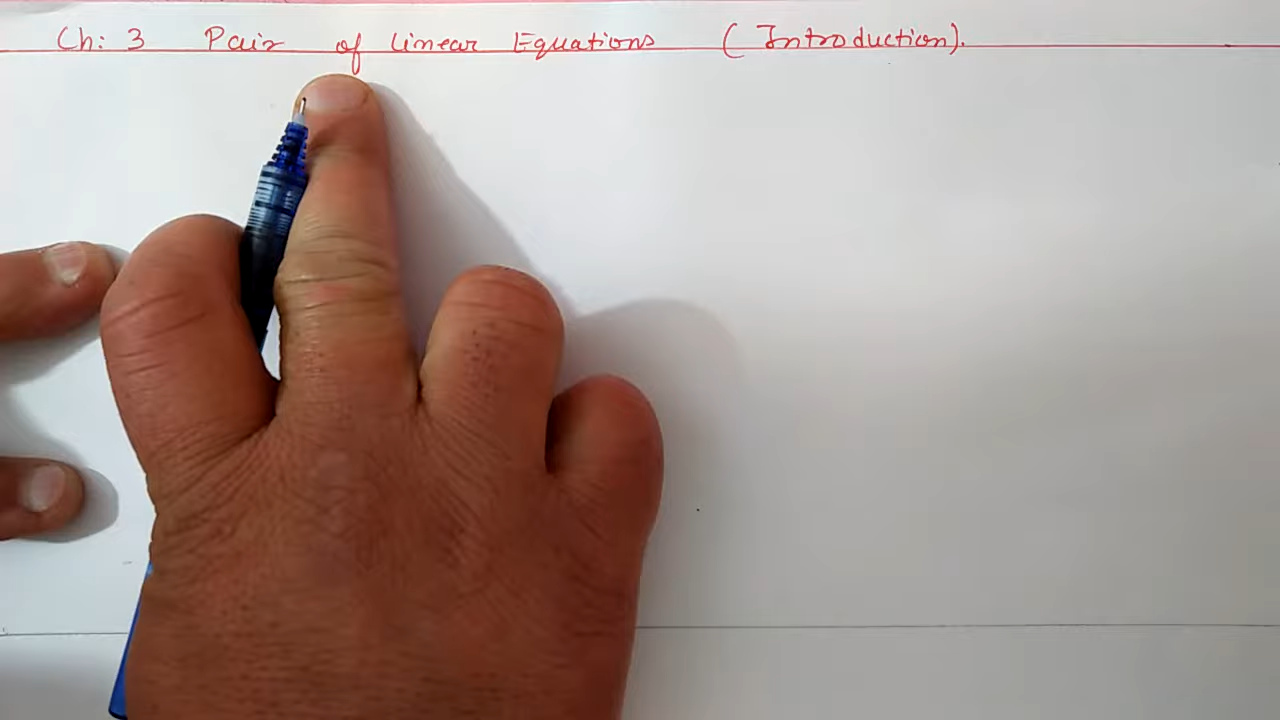 Ch: 3 Pair of Linear Equations (Introduction).